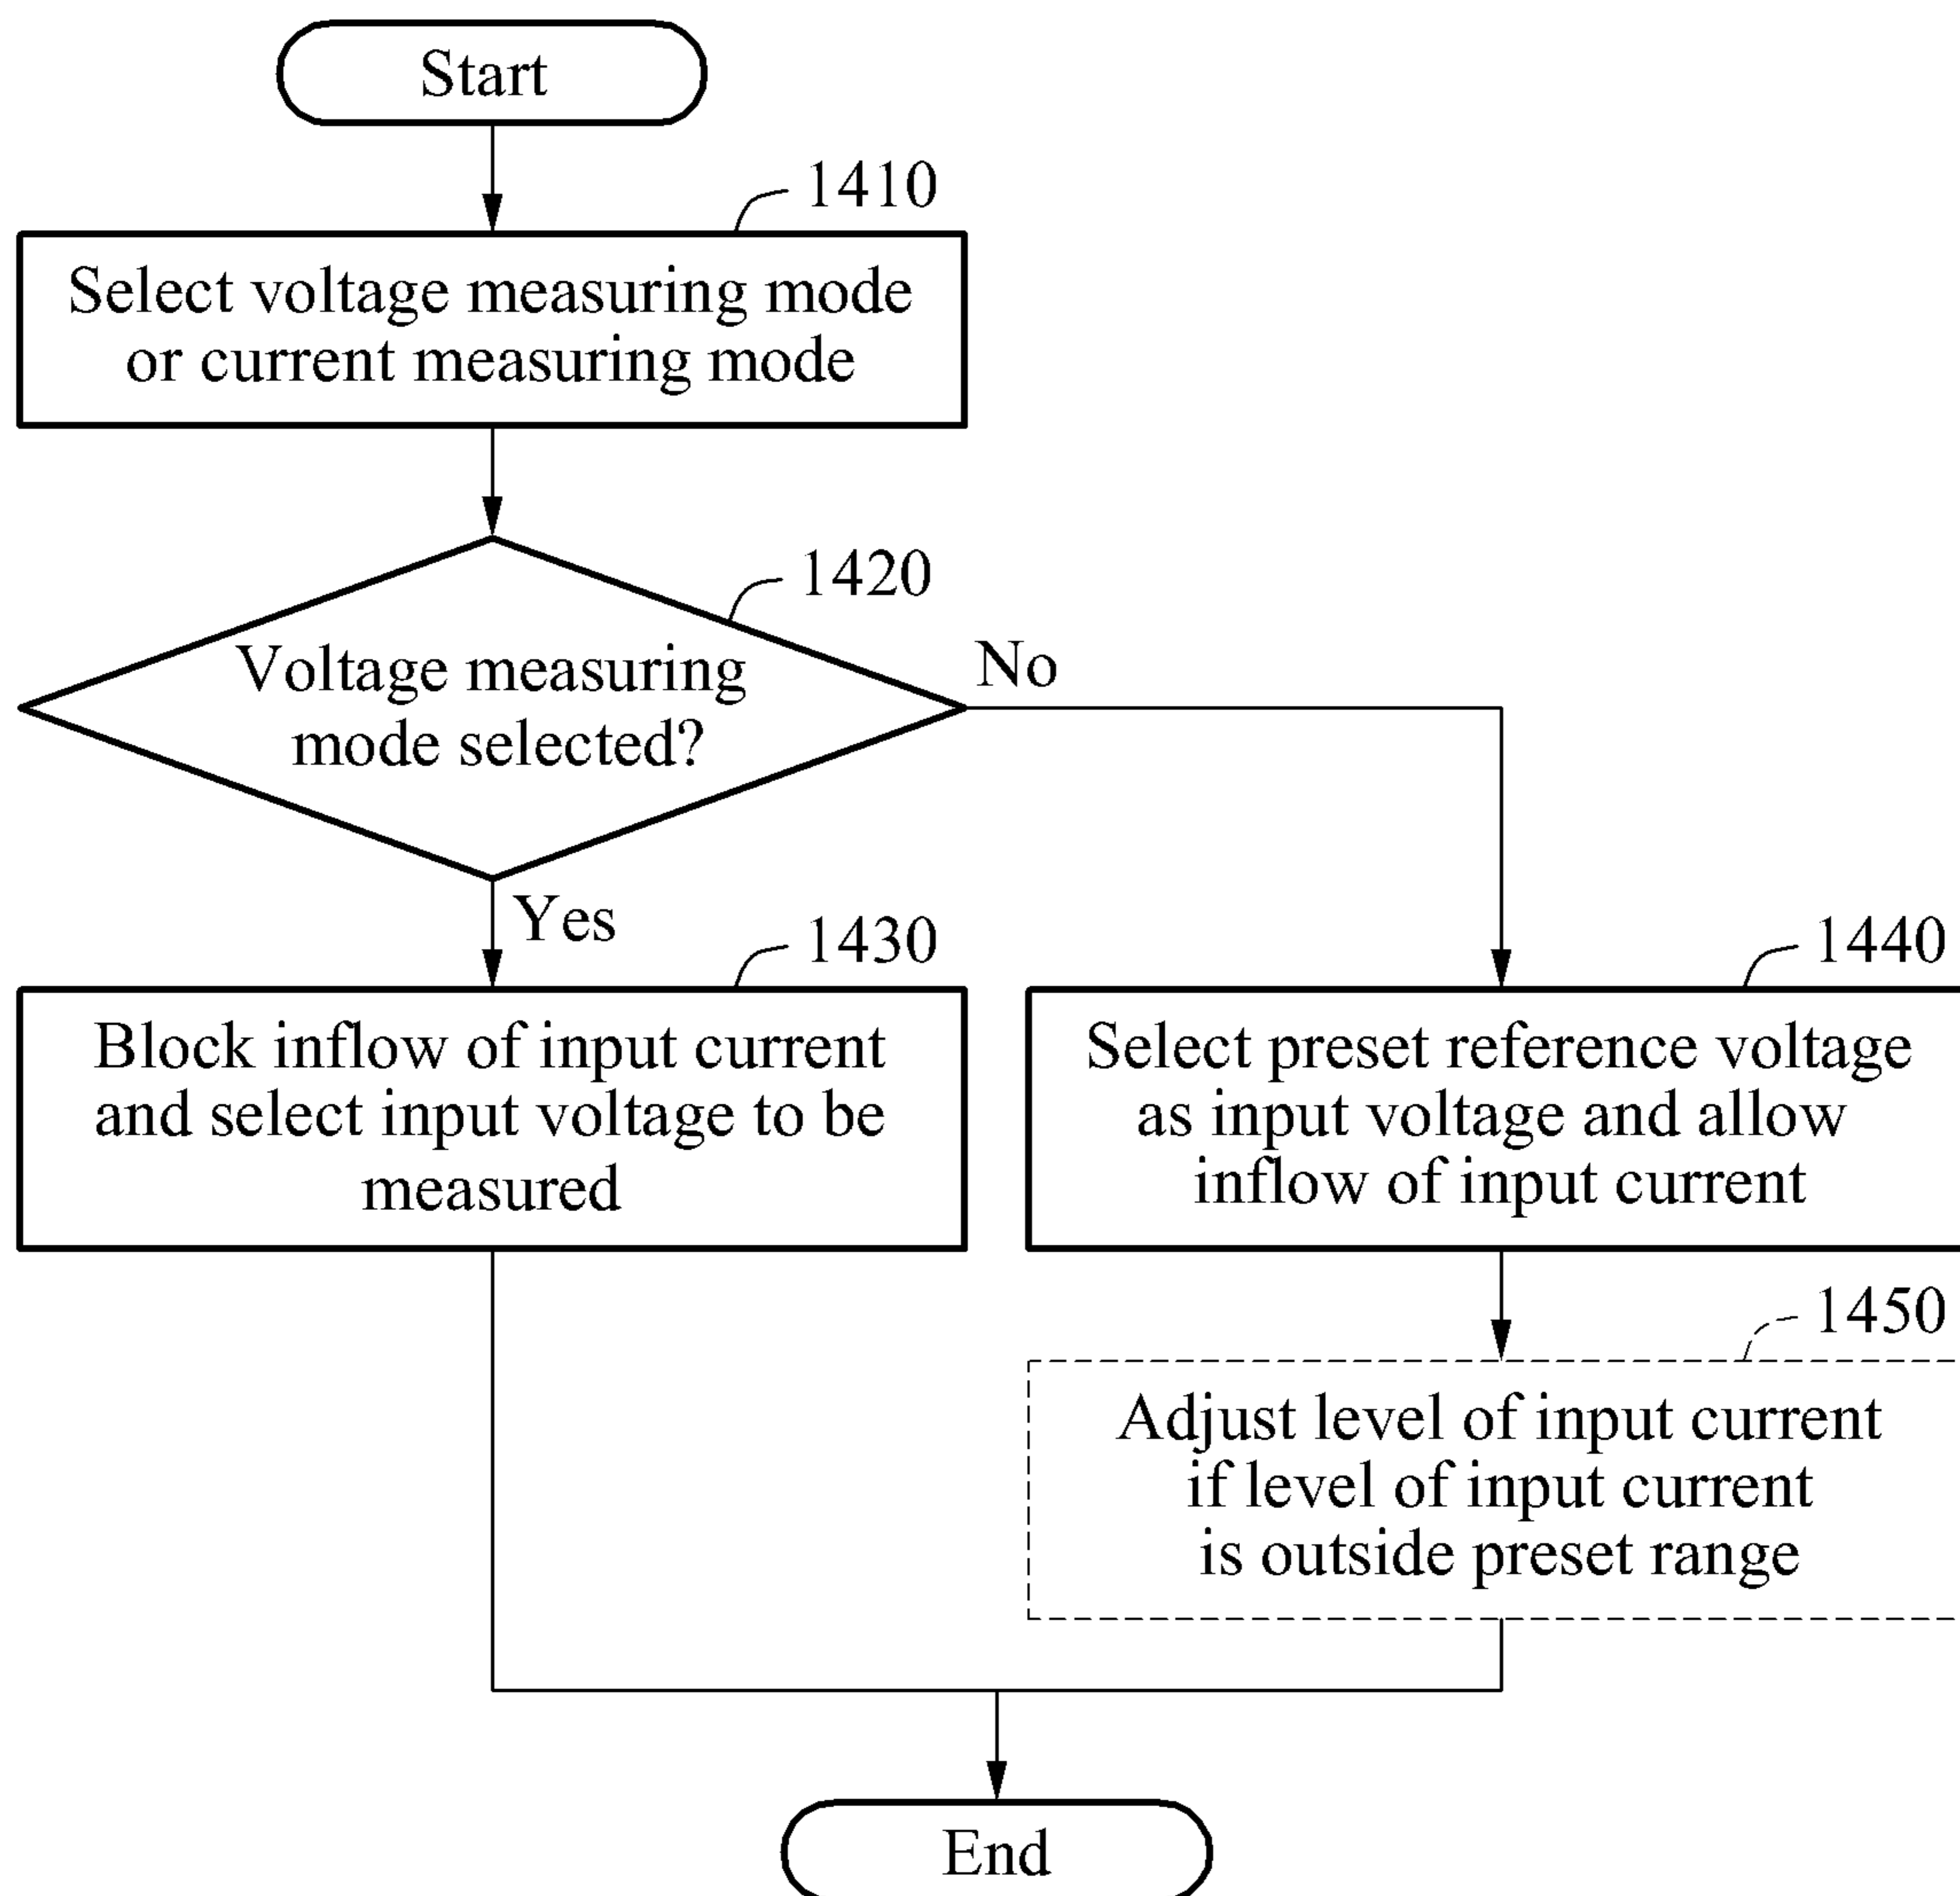 Start
1410
Select voltage measuring mode
or current measuring mode
1420
Voltage measuring
mode selected?
No
Yes
1430
Block inflow of input current
and select input voltage to be
measured
1440
Select preset reference voltage
as input voltage and allow
inflow of input current
1450
Adjust level of input current
if level of input current
is outside preset range
End